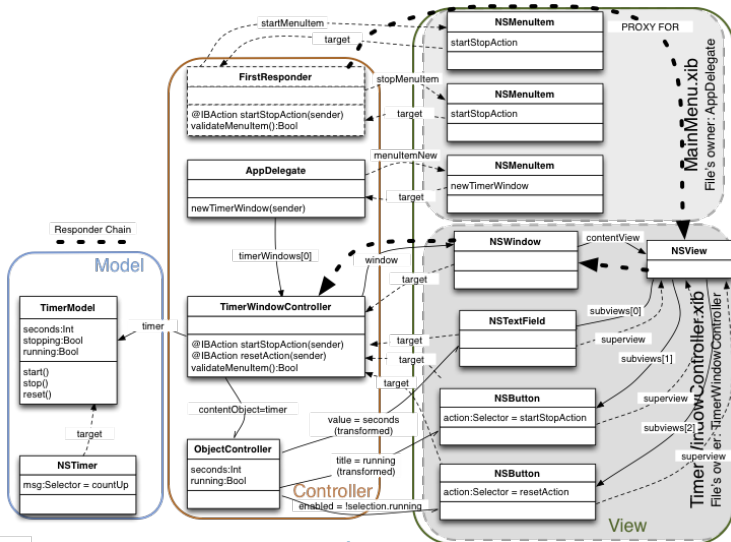 startMenuItem
target
NSMenuItem
startStopAction
PROXY FOR
FirstResponder
@IBAction startStopAction(sender)
validateMenuItem():Bool
stopMenuItem
target
NSMenuItem
startStopAction
MainMenu.xib
File's owner: AppDelegate
AppDelegate
newTimerWindow(sender)
menuItemNew
target
NSMenuItem
newTimerWindow
Responder Chain
timerWindows[0]
window
NSWindow
contentView
NSView
Model
TimerModel
seconds:Int
stopping:Bool
running:Bool
start()
stop()
reset()
timer
TimerWindowController
@IBAction startStopAction(sender)
@IBAction resetAction(sender)
validateMenuItem():Bool
target
target
target
target
NSTextField
subviews[0]
superview
subviews[1]
target
NSTimer
msg:Selector = countUp
contentObject=timer
ObjectController
seconds:Int
running:Bool
Controller
value = seconds
(transformed)
title = running
(transformed)
enabled = !selection.running
NSButton
action:Selector = startStopAction
superview
subviews[2]
superview
NSButton
action:Selector = resetAction
View
File's owner: TimerWindowController